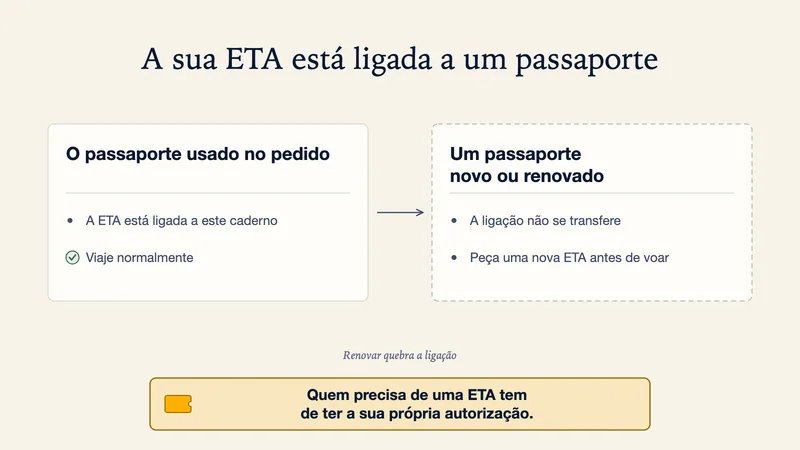 A sua ETA está ligada a um passaporte
O passaporte usado no pedido
A ETA está ligada a este caderno
Viaje normalmente
Um passaporte
novo ou renovado
A ligação não se transfere
Peça uma nova ETA antes de voar
Renovar quebra a ligação
Quem precisa de uma ETA tem
de ter a sua própria autorização.